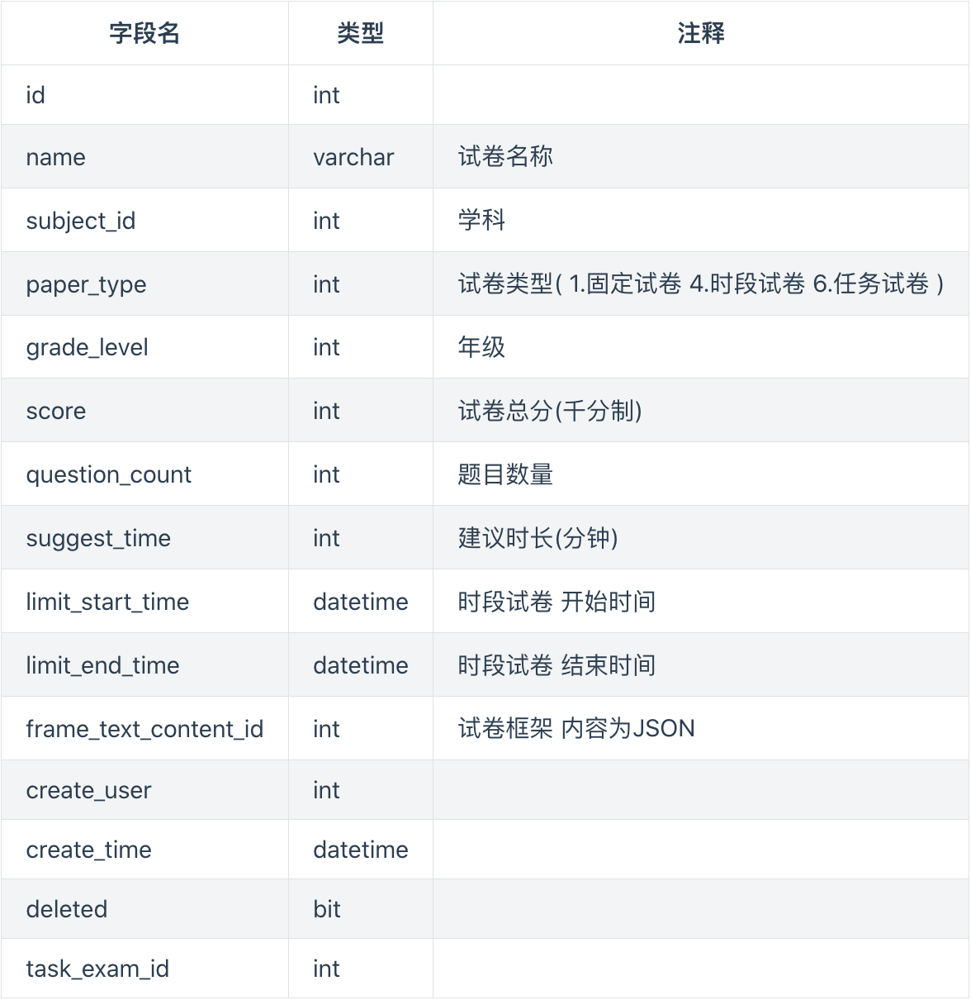 字段名 类型 注释
id int
name varchar 试卷名称
subject_id int 学科
paper_type int 试卷类型( 1.固定试卷 4.时段试卷 6.任务试卷 )
grade_level int 年级
score int 试卷总分(千分制)
question_count int 题目数量
suggest_time int 建议时长(分钟)
limit_start_time datetime 时段试卷 开始时间
limit_end_time datetime 时段试卷 结束时间
frame_text_content_id int 试卷框架 内容为JSON
create_user int
create_time datetime
deleted bit
task_exam_id int